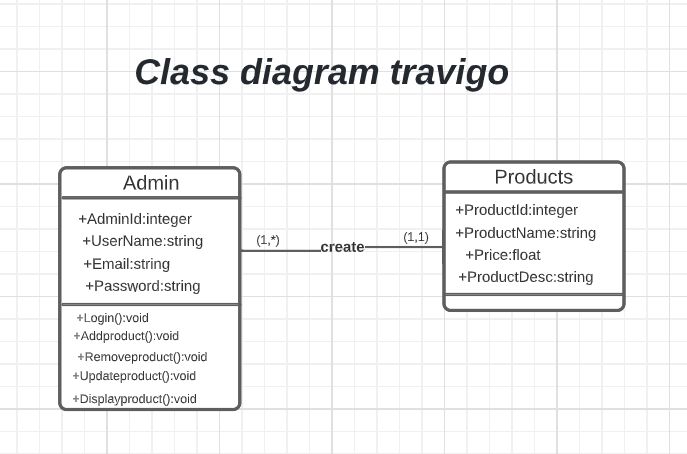 Class diagram travigo
Admin
+AdminId:integer
+UserName:string
+Email:string
+Password:string
+Login():void
+Addproduct():void
+Removeproduct():void
+Updateproduct():void
+Displayproduct():void
(1,*)
create
(1,1)
Products
+ProductId:integer
+ProductName:string
+Price:float
+ProductDesc:string